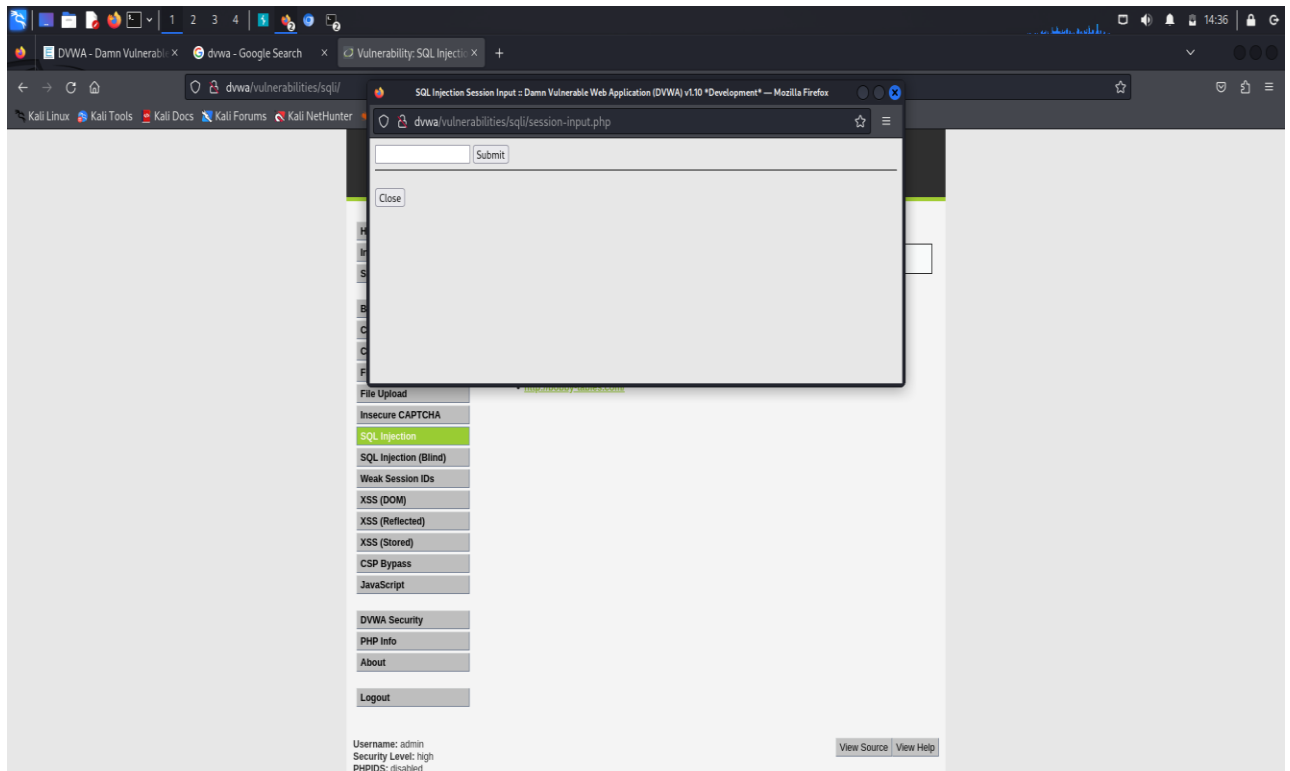 1 2 3 4 14:36
DVWA - Damn Vulnerabl × dvwa - Google Search × Vulnerability: SQL Injectic × +
dvwa/vulnerabilities/sqli/
Kali Linux Kali Tools Kali Docs Kali Forums Kali NetHunter
SQL Injection Session Input :: Damn Vulnerable Web Application (DVWA) v1.10 *Development* — Mozilla Firefox
dvwa/vulnerabilities/sqli/session-input.php
Submit
Close
File Upload
Insecure CAPTCHA
SQL Injection
SQL Injection (Blind)
Weak Session IDs
XSS (DOM)
XSS (Reflected)
XSS (Stored)
CSP Bypass
JavaScript
DVWA Security
PHP Info
About
Logout
Username: admin
Security Level: high
PHPIDS: disabled
View Source View Help